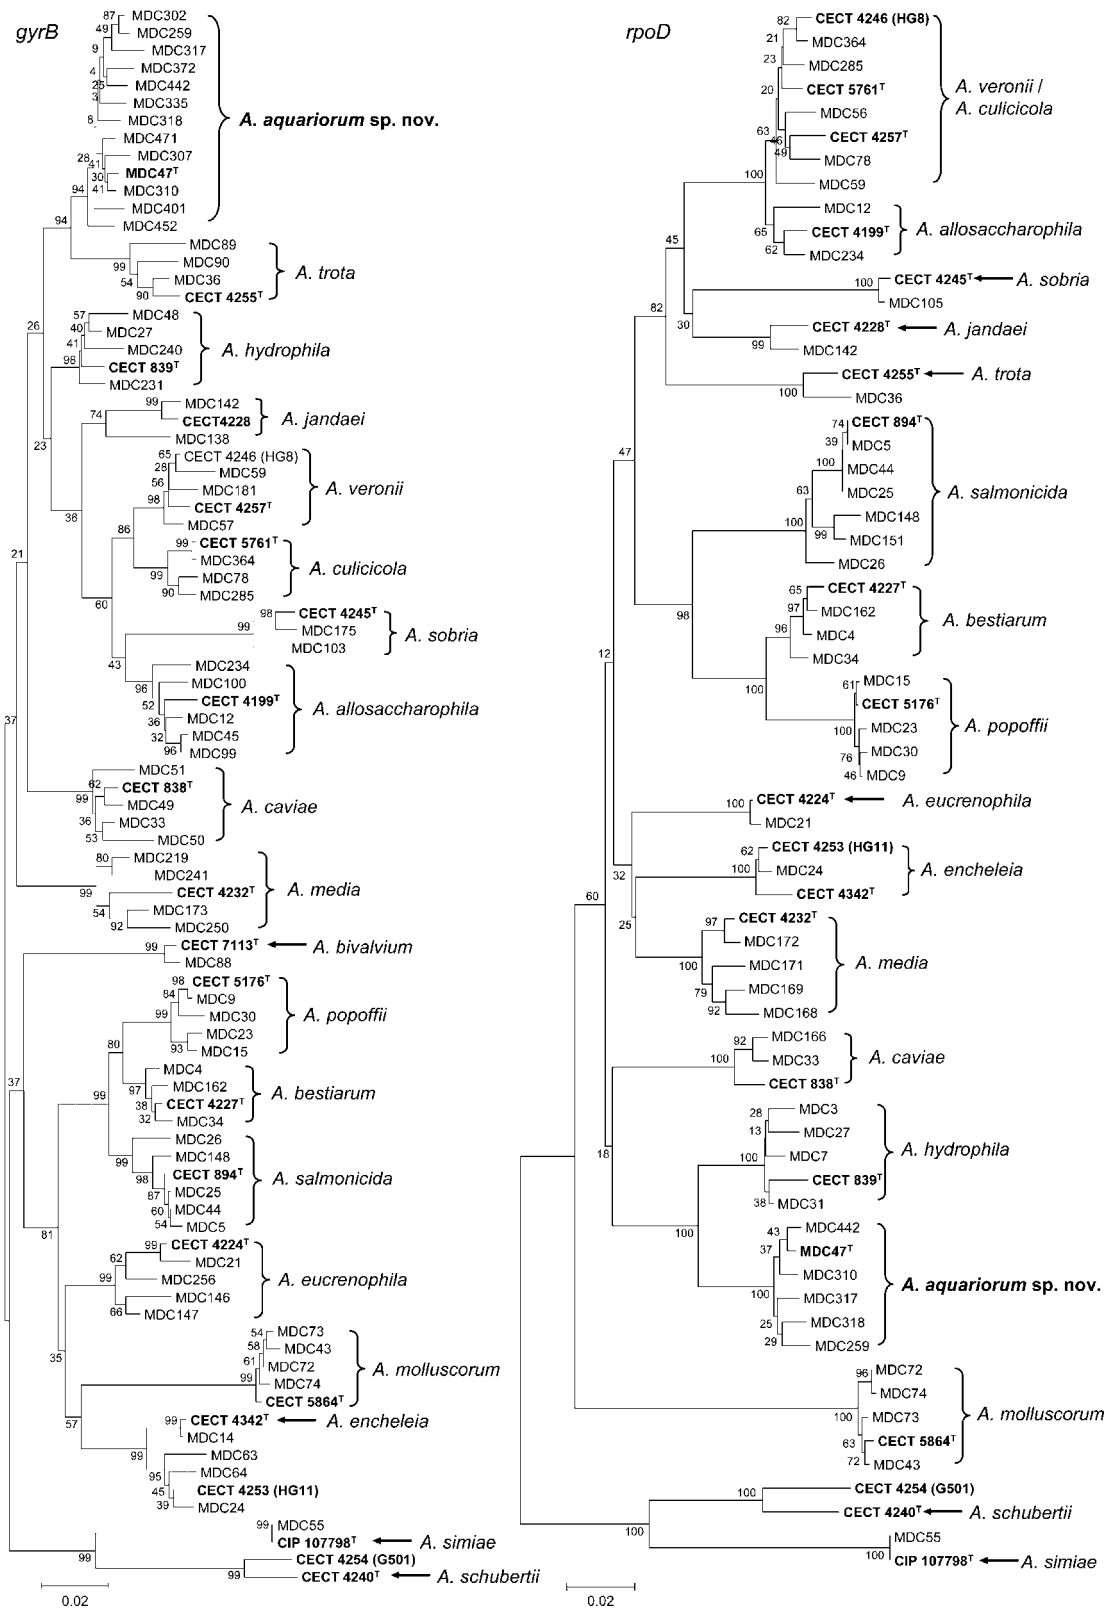 gyrB
87 MDC302
49 MDC259
9 MDC317
4 MDC372
25 MDC442
3 MDC335
8 MDC318
A. aquariorum sp. nov.
MDC471
28 MDC307
41
30 MDC47T
41 MDC310
94 MDC401
MDC452
94
MDC89
99 MDC90
54 MDC36
90 CECT 4255T
A. trota
26
57 MDC48
40 MDC27
41 MDC240
98 CECT 839T
MDC231
A. hydrophila
23
99 MDC142
74 CECT4228
MDC138
A. jandaei
36
65 CECT 4246 (HG8)
28 MDC59
56 MDC181
98 CECT 4257T
MDC57
A. veronii
86
99 CECT 5761T
MDC364
99 MDC78
90 MDC285
A. culicicola
21
60
98 CECT 4245T
99 MDC175
MDC103
A. sobria
43
MDC234
96 MDC100
52 CECT 4199T
36 MDC12
32 MDC45
96 MDC99
A. allosaccharophila
37
MDC51
62 CECT 838T
99 MDC49
36 MDC33
53 MDC50
A. caviae
80 MDC219
MDC241
99 CECT 4232T
54 MDC173
92 MDC250
A. media
99 CECT 7113T
MDC88
A. bivalvium
98 CECT 5176T
84 MDC9
99 MDC30
MDC23
93 MDC15
A. popoffii
80
MDC4
97 MDC162
38 CECT 4227T
32 MDC34
A. bestiarum
37
99
MDC26
99 MDC148
98 CECT 894T
87 MDC25
60 MDC44
54 MDC5
A. salmonicida
81
99 CECT 4224T
62 MDC21
99 MDC256
MDC146
66 MDC147
A. eucrenophila
35
54 MDC73
58 MDC43
61 MDC72
99 MDC74
CECT 5864T
A. molluscorum
57
99 CECT 4342T
MDC14
A. encheleia
99 MDC63
95 MDC64
45 CECT 4253 (HG11)
39 MDC24
99 MDC55
CIP 107798T
A. simiae
99
CECT 4254 (G501)
99 CECT 4240T
A. schubertii
0.02
rpoD
82 CECT 4246 (HG8)
21 MDC364
23 MDC285
20 CECT 5761T
MDC56
63 46 CECT 4257T
49 MDC78
MDC59
A. veronii /
A. culicicola
100
MDC12
65 CECT 4199T
62 MDC234
A. allosaccharophila
45
100 CECT 4245T
MDC105
A. sobria
82
30
CECT 4228T
99 MDC142
A. jandaei
CECT 4255T
100 MDC36
A. trota
47
74 CECT 894T
39 MDC5
100 MDC44
MDC25
63
MDC148
100
99 MDC151
MDC26
A. salmonicida
98
65 CECT 4227T
97 MDC162
96 MDC4
MDC34
A. bestiarum
12
100
61 MDC15
CECT 5176T
100 MDC23
76 MDC30
46 MDC9
A. popoffii
100 CECT 4224T
MDC21
A. eucrenophila
32
62 CECT 4253 (HG11)
100 MDC24
CECT 4342T
A. encheleia
60
25
97 CECT 4232T
MDC172
100 MDC171
79 MDC169
92 MDC168
A. media
92 MDC166
100 MDC33
CECT 838T
A. caviae
18
28 MDC3
13 MDC27
100 MDC7
CECT 839T
38 MDC31
A. hydrophila
100
43 MDC442
37 MDC47T
MDC310
100 MDC317
25 MDC318
29 MDC259
A. aquariorum sp. nov.
96 MDC72
MDC74
100 MDC73
63 CECT 5864T
72 MDC43
A. molluscorum
100 CECT 4254 (G501)
CECT 4240T
A. schubertii
100
MDC55
100 CIP 107798T
A. simiae
0.02